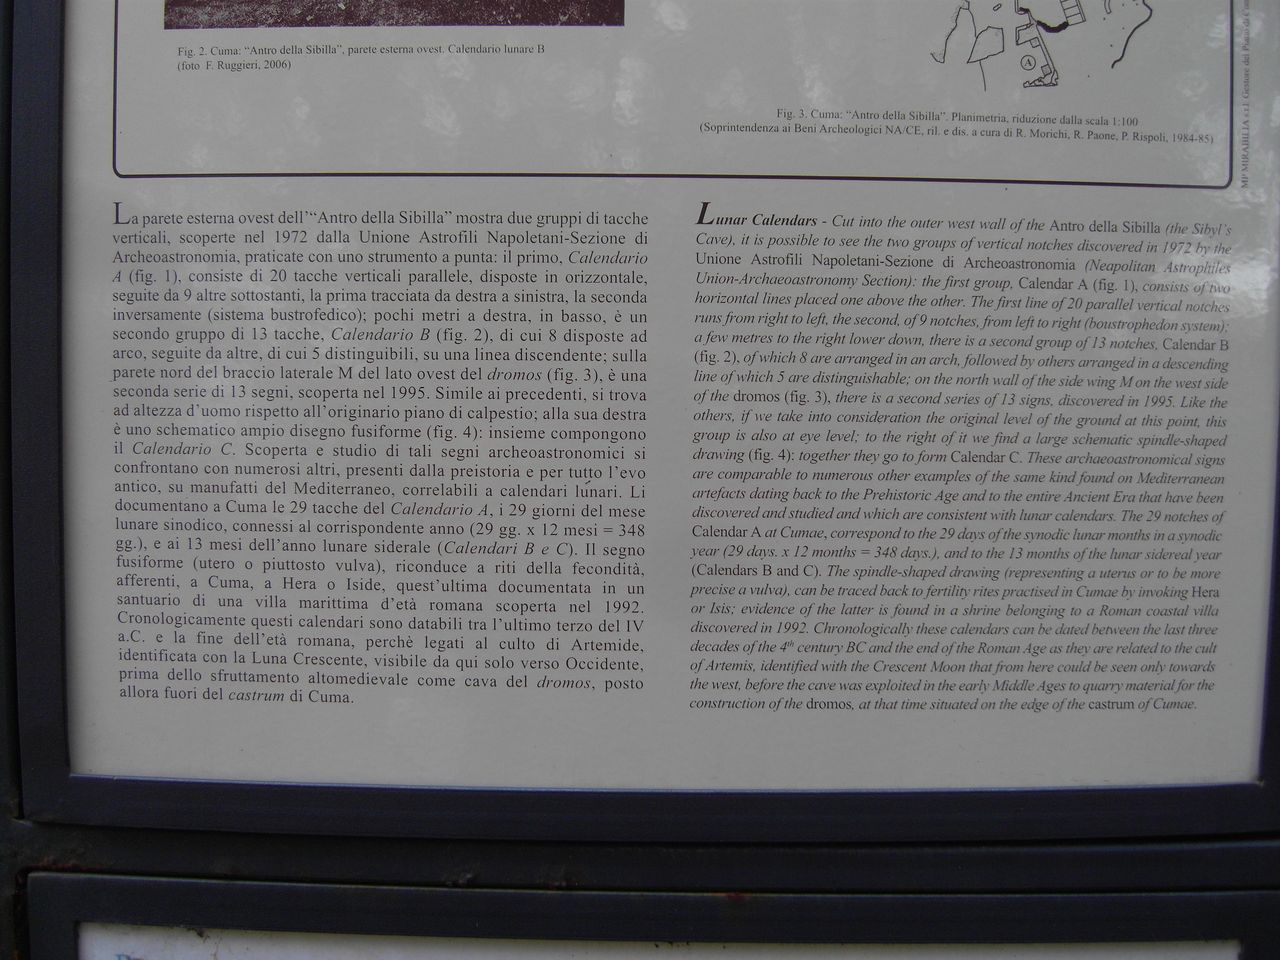 Fig. 2. Cuma: “Antro della Sibilla”, parete esterna ovest. Calendario lunare B
(foto F. Ruggieri, 2006)
A
Fig. 3. Cuma: “Antro della Sibilla”. Planimetria, riduzione dalla scala 1:100
(Soprintendenza ai Beni Archeologici NA/CE, ril. e dis. a cura di R. Morichi, R. Paone, P. Rispoli, 1984-85)
MP MIRABILIA s.r.l. Gestore del Piano di
La parete esterna ovest dell’“Antro della Sibilla” mostra due gruppi di tacche
verticali, scoperte nel 1972 dalla Unione Astrofili Napoletani-Sezione di
Archeoastronomia, praticate con uno strumento a punta: il primo, Calendario
A (fig. 1), consiste di 20 tacche verticali parallele, disposte in orizzontale,
seguite da 9 altre sottostanti, la prima tracciata da destra a sinistra, la seconda
inversamente (sistema bustrofedico); pochi metri a destra, in basso, è un
secondo gruppo di 13 tacche, Calendario B (fig. 2), di cui 8 disposte ad
arco, seguite da altre, di cui 5 distinguibili, su una linea discendente; sulla
parete nord del braccio laterale M del lato ovest del dromos (fig. 3), è una
seconda serie di 13 segni, scoperta nel 1995. Simile ai precedenti, si trova
ad altezza d’uomo rispetto all’originario piano di calpestio; alla sua destra
è uno schematico ampio disegno fusiforme (fig. 4): insieme compongono
il Calendario C. Scoperta e studio di tali segni archeoastronomici si
confrontano con numerosi altri, presenti dalla preistoria e per tutto l’evo
antico, su manufatti del Mediterraneo, correlabili a calendari lunari. Li
documentano a Cuma le 29 tacche del Calendario A, i 29 giorni del mese
lunare sinodico, connessi al corrispondente anno (29 gg. x 12 mesi = 348
gg.), e ai 13 mesi dell’anno lunare siderale (Calendari B e C). Il segno
fusiforme (utero o piuttosto vulva), riconduce a riti della fecondità,
afferenti, a Cuma, a Hera o Iside, quest’ultima documentata in un
santuario di una villa marittima d’età romana scoperta nel 1992.
Cronologicamente questi calendari sono databili tra l’ultimo terzo del IV
a.C. e la fine dell’età romana, perchè legati al culto di Artemide,
identificata con la Luna Crescente, visibile da qui solo verso Occidente,
prima dello sfruttamento altomedievale come cava del dromos, posto
allora fuori del castrum di Cuma.
Lunar Calendars - Cut into the outer west wall of the Antro della Sibilla (the Sibyl’s
Cave), it is possible to see the two groups of vertical notches discovered in 1972 by the
Unione Astrofili Napoletani-Sezione di Archeoastronomia (Neapolitan Astrophiles
Union-Archaeoastronomy Section): the first group, Calendar A (fig. 1), consists of two
horizontal lines placed one above the other. The first line of 20 parallel vertical notches
runs from right to left, the second, of 9 notches, from left to right (boustrophedon system);
a few metres to the right lower down, there is a second group of 13 notches, Calendar B
(fig. 2), of which 8 are arranged in an arch, followed by others arranged in a descending
line of which 5 are distinguishable; on the north wall of the side wing M on the west side
of the dromos (fig. 3), there is a second series of 13 signs, discovered in 1995. Like the
others, if we take into consideration the original level of the ground at this point, this
group is also at eye level; to the right of it we find a large schematic spindle-shaped
drawing (fig. 4): together they go to form Calendar C. These archaeoastronomical signs
are comparable to numerous other examples of the same kind found on Mediterranean
artefacts dating back to the Prehistoric Age and to the entire Ancient Era that have been
discovered and studied and which are consistent with lunar calendars. The 29 notches of
Calendar A at Cumae, correspond to the 29 days of the synodic lunar months in a synodic
year (29 days. x 12 months = 348 days.), and to the 13 months of the lunar sidereal year
(Calendars B and C). The spindle-shaped drawing (representing a uterus or to be more
precise a vulva), can be traced back to fertility rites practised in Cumae by invoking Hera
or Isis; evidence of the latter is found in a shrine belonging to a Roman coastal villa
discovered in 1992. Chronologically these calendars can be dated between the last three
decades of the 4th century BC and the end of the Roman Age as they are related to the cult
of Artemis, identified with the Crescent Moon that from here could be seen only towards
the west, before the cave was exploited in the early Middle Ages to quarry material for the
construction of the dromos, at that time situated on the edge of the castrum of Cumae.